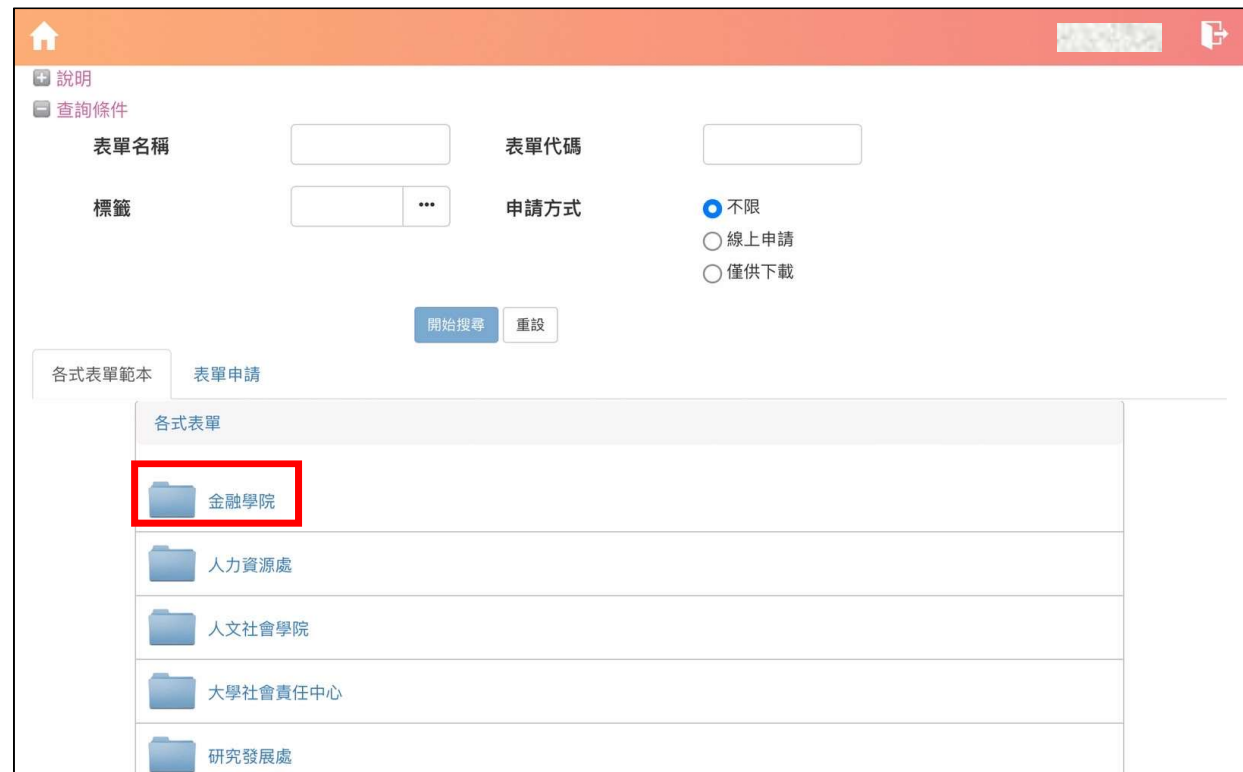 說明
查詢條件
表單名稱 表單代碼
標籤 ••• 申請方式 不限
線上申請
僅供下載
開始搜尋 重設
各式表單範本 表單申請
各式表單
金融學院
人力資源處
人文社會學院
大學社會責任中心
研究發展處